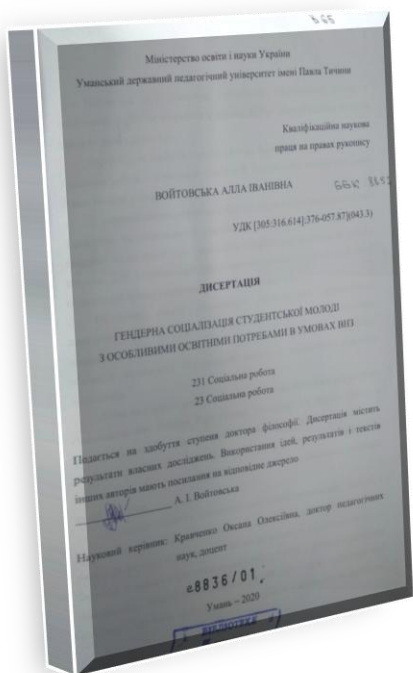 Міністерство освіти і науки України
Уманський державний педагогічний університет імені Павла Тичини
Кваліфікаційна наукова
праця на правах рукопису
ВОЙТОВСЬКА АЛЛА ІВАНІВНА
ББК
УДК [305:316.614]:376-057.87](043.3)
ДИСЕРТАЦІЯ
ГЕНДЕРНА СОЦІАЛІЗАЦІЯ СТУДЕНТСЬКОЇ МОЛОДІ
З ОСОБЛИВИМИ ОСВІТНІМИ ПОТРЕБАМИ В УМОВАХ ВНЗ
231 Соціальна робота
23 Соціальна робота
Подається на здобуття ступеня доктора філософії. Дисертація містить
результати власних досліджень. Використання ідей, результатів і текстів
інших авторів мають посилання на відповідне джерело
А. І. Войтовська
Науковий керівник: Кравченко Оксана Олексіївна, доктор педагогічних
наук, доцент
8836/01
Умань – 2020
БІБЛІОТЕКА